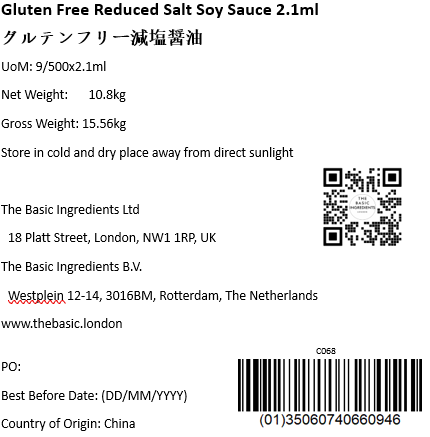 Gluten Free Reduced Salt Soy Sauce 2.1ml
グルテンフリー減塩醤油
UoM: 9/500x2.1ml
Net Weight: 10.8kg
Gross Weight: 15.56kg
Store in cold and dry place away from direct sunlight
THE
BASIC
INGREDIENTS
The Basic Ingredients Ltd
18 Platt Street, London, NW1 1RP, UK
The Basic Ingredients B.V.
Westplein 12-14, 3016BM, Rotterdam, The Netherlands
www.thebasic.london
C068
PO:
Best Before Date: (DD/MM/YYYY)
Country of Origin: China
(01)35060740660946